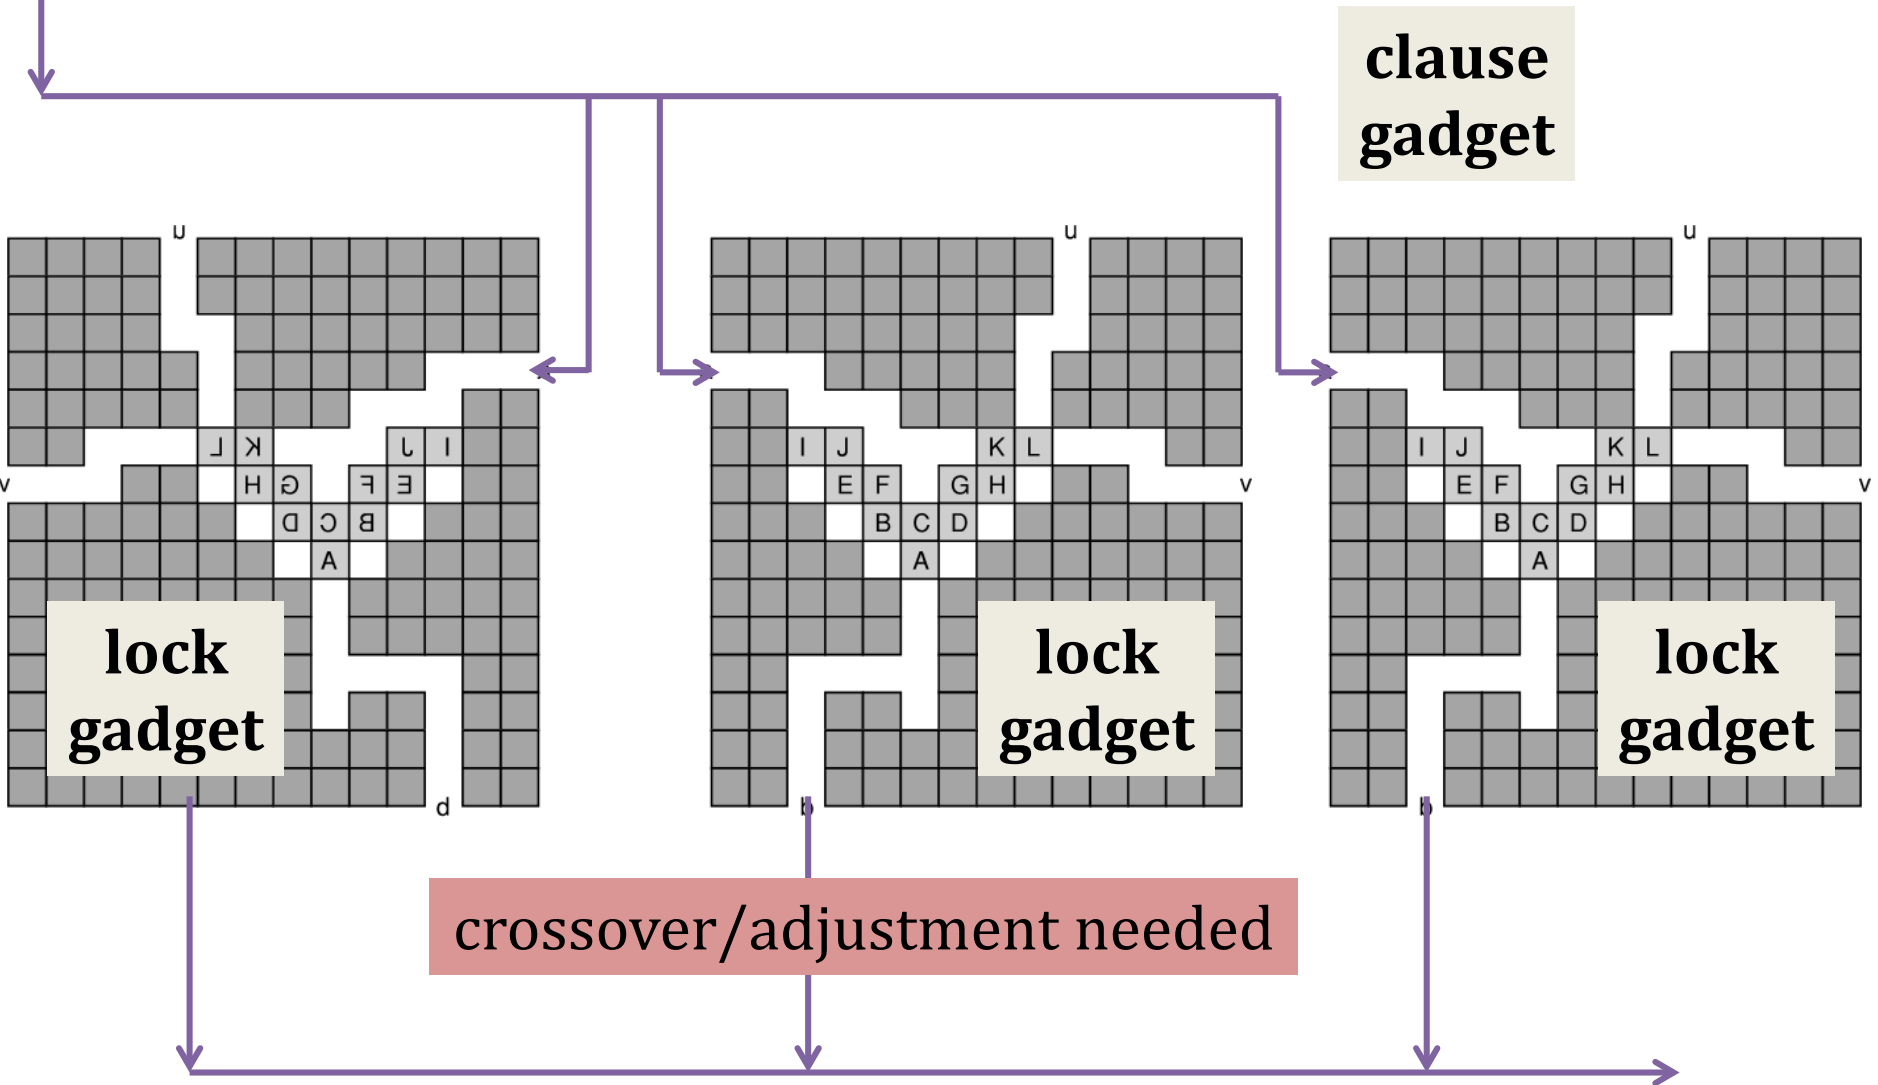 clause
gadget
u u u
L K J I I J K L I J K L
v H G F E E F G H v E F G H v
D C B B C D B C D
A A A
lock lock lock
gadget gadget gadget
d b b
crossover/adjustment needed